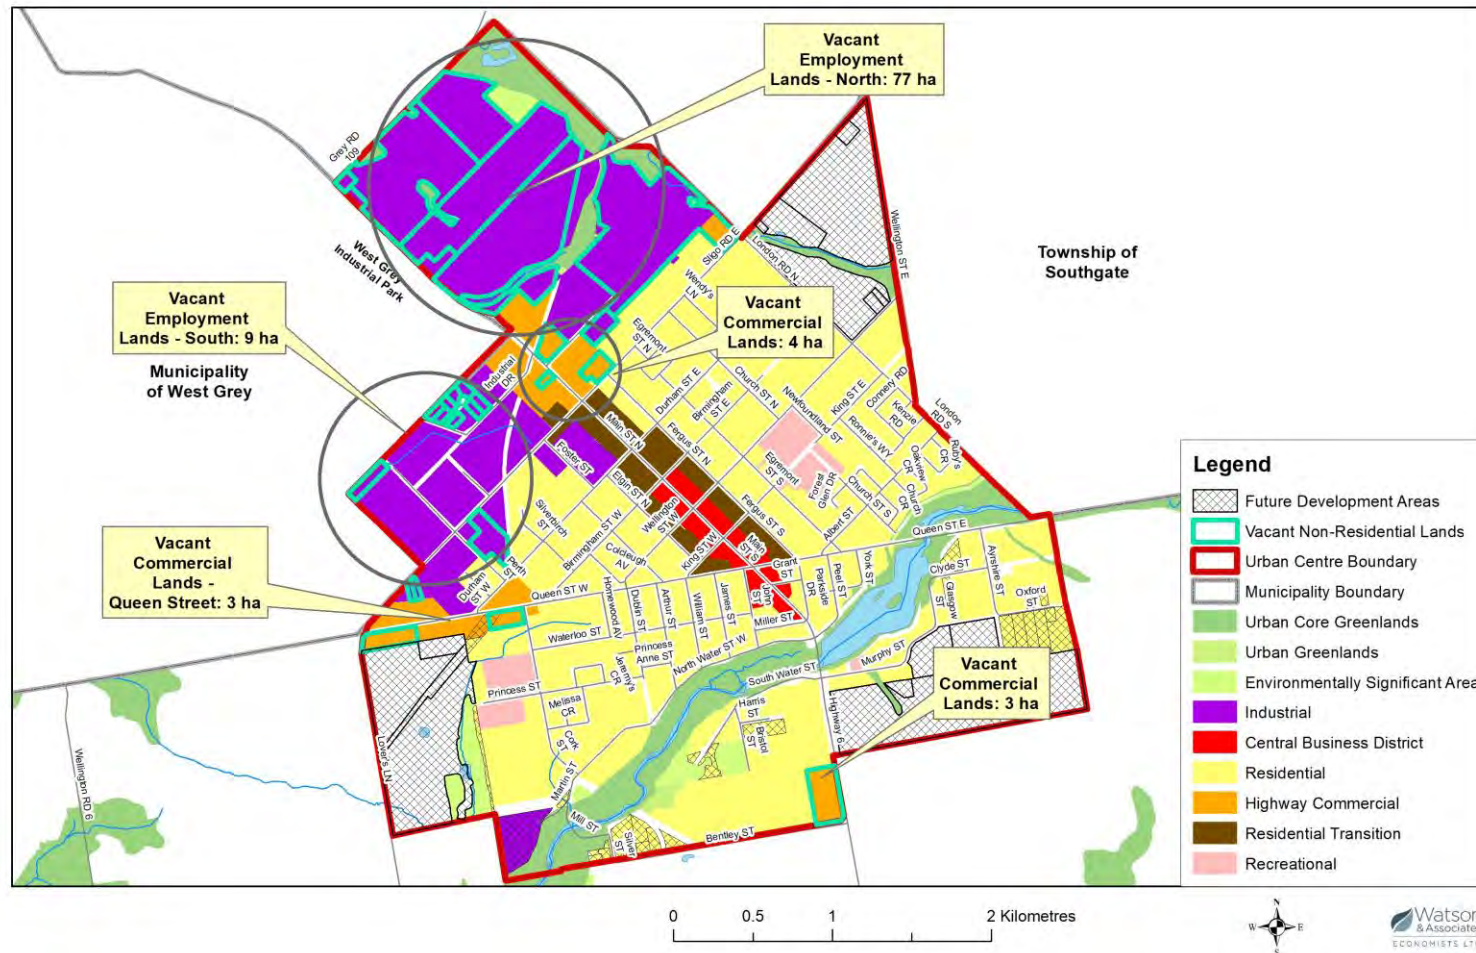 Vacant
Employment
Lands - North: 77 ha
Grey RD
109
West Grey
Industrial Park
Township of
Southgate
Vacant
Employment
Lands - South: 9 ha
Municipality
of West Grey
Vacant
Commercial
Lands: 4 ha
Vacant
Commercial
Lands -
Queen Street: 3 ha
Vacant
Commercial
Lands: 3 ha
Sligo RD E
London RD N
Wellington ST E
Wendy's
LN
Egremont
ST N
Industrial
DR
Durham ST E
Birmingham
ST E
Church ST N
Newfoundland ST
King ST E
Connery RD
Kenzie
RD
London
RD S
Ruby's
CR
Ronnie's WY
Oakview
CR
Church
CR
Main ST N
Fergus ST N
Foster ST
Elgin ST N
Egremont
ST S
Forest
Glen DR
Church ST S
Albert ST
Silverbirch
ST
Birmingham ST W
Wellington
ST W
Fergus ST S
Colcleugh
AV
King ST W
Main
ST S
Perth
ST
Durham
ST W
Queen ST W
Queen ST E
Grant
ST
York ST
Peel ST
Parkside
DR
Clyde ST
Ayrshire ST
Glasgow
ST
Oxford
ST
Homewood AV
Dublin ST
Arthur ST
William ST
James ST
John
ST
Miller ST
Waterloo ST
Princess
Anne ST
North Water ST W
South Water ST
Murphy ST
Jeremy's
CR
Princess ST
Melissa
CR
Cork
ST
Harris
ST
Bristol
ST
Highway 6
Lover's LN
Wellington RD 6
Martin ST
Mill ST
Silver
ST
Bentley ST
Legend
Future Development Areas
Vacant Non-Residential Lands
Urban Centre Boundary
Municipality Boundary
Urban Core Greenlands
Urban Greenlands
Environmentally Significant Area
Industrial
Central Business District
Residential
Highway Commercial
Residential Transition
Recreational
0 0.5 1 2 Kilometres
N
W E
S
Watson
& Associates
ECONOMISTS LTD